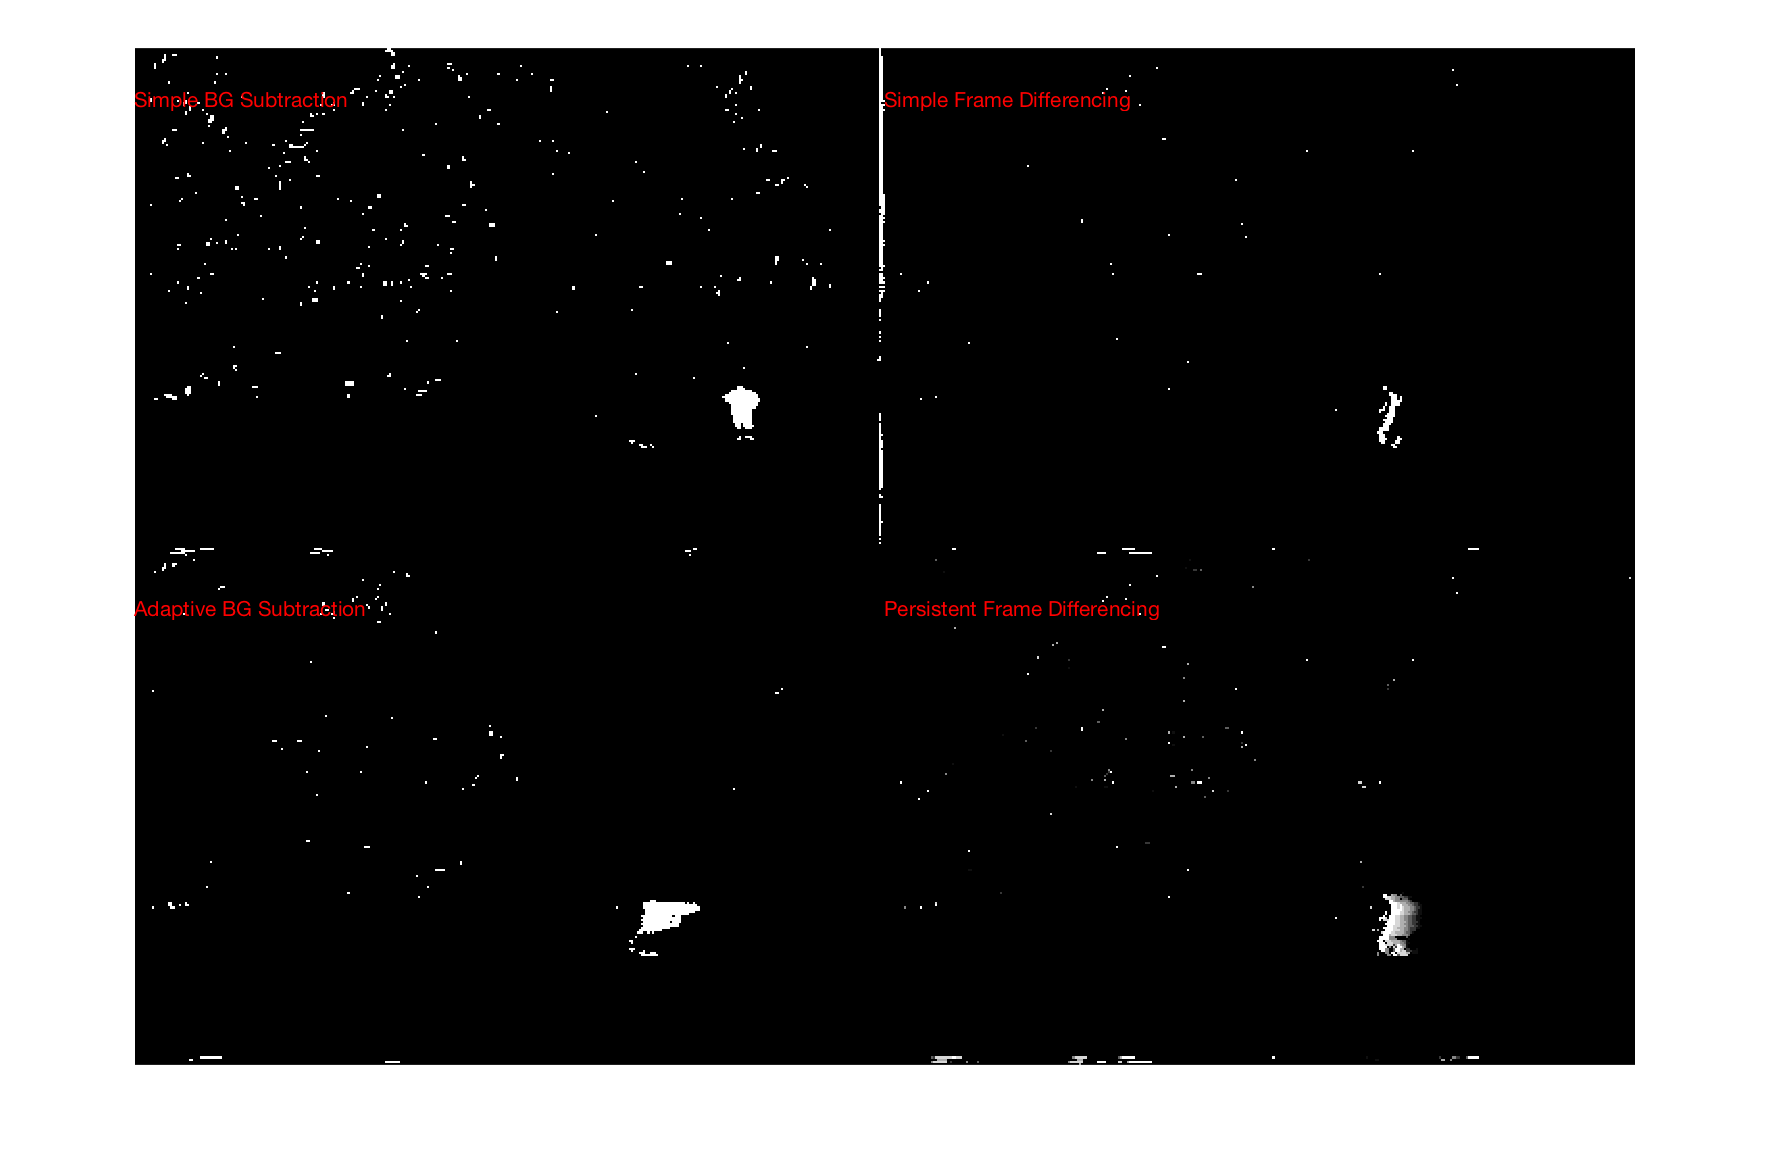 Simple BG Subtraction
Simple Frame Differencing
Adaptive BG Subtraction
Persistent Frame Differencing